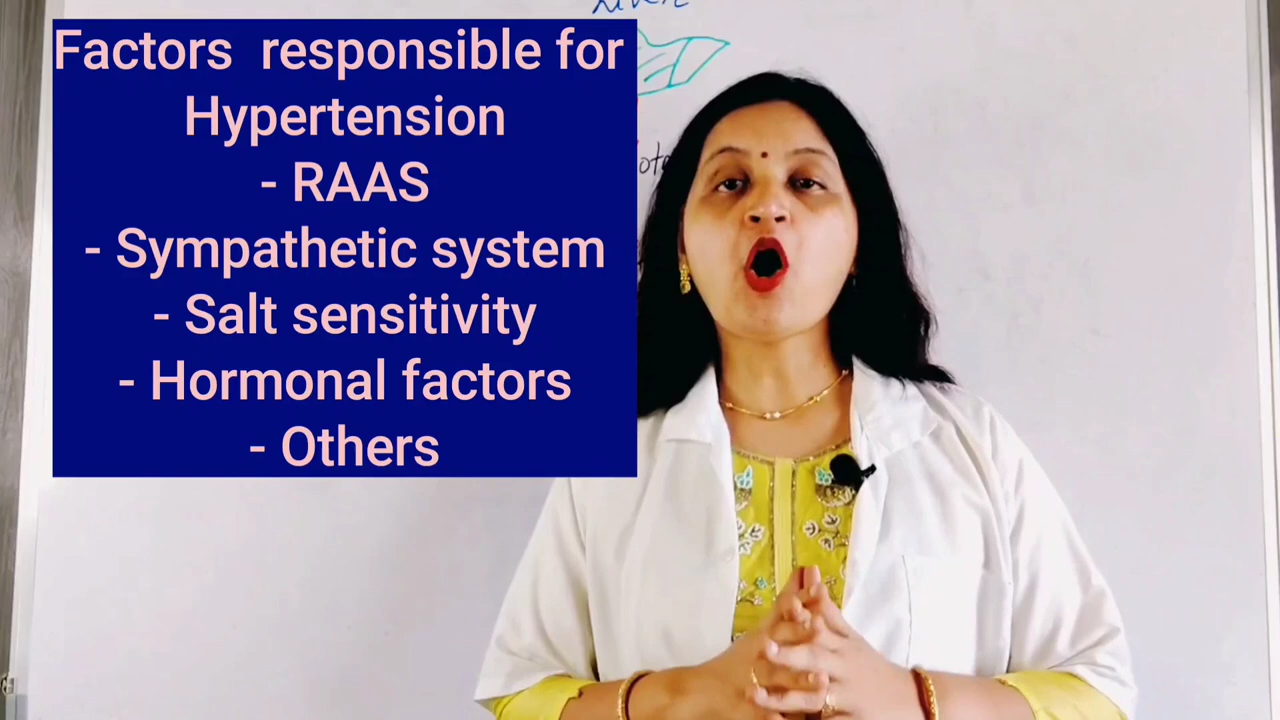 Factors responsible for
Hypertension
- RAAS
- Sympathetic system
- Salt sensitivity
- Hormonal factors
- Others